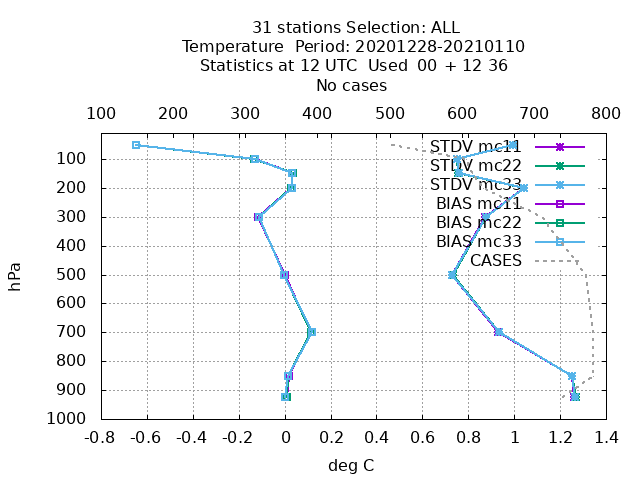 31 stations Selection: ALL
Temperature  Period: 20201228-20210110
Statistics at 12 UTC  Used  00 + 12 36
No cases
100 200 300 400 500 600 700 800
STDV mc11
STDV mc22
STDV mc33
BIAS mc11
BIAS mc22
BIAS mc33
CASES
hPa
100
200
300
400
500
600
700
800
900
1000
-0.8 -0.6 -0.4 -0.2 0 0.2 0.4 0.6 0.8 1 1.2 1.4
deg C